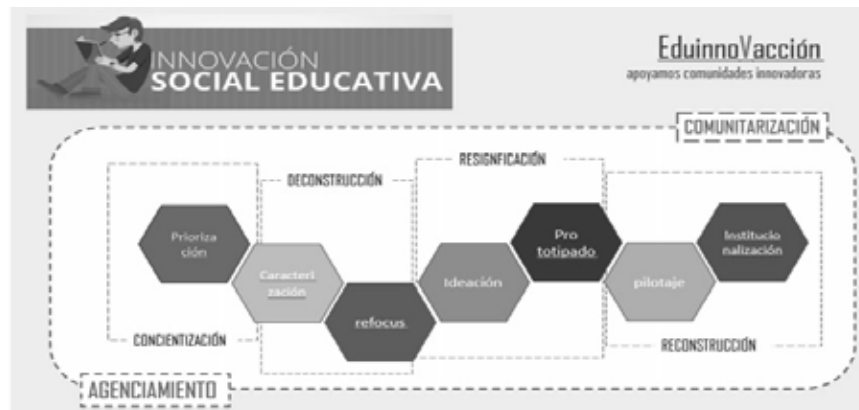 INNOVACIÓN
SOCIAL EDUCATIVA
EduinnoVacción
apoyamos comunidades innovadoras
COMUNITARIZACIÓN
RESIGNFICACIÓN
DECONSTRUCCIÓN
Prioriza
ción
Caracteri
zación
refocus
Ideación
Pro
totipado
pilotaje
Institucio
nalización
CONCIENTIZACIÓN
RECONSTRUCCIÓN
AGENCIAMIENTO